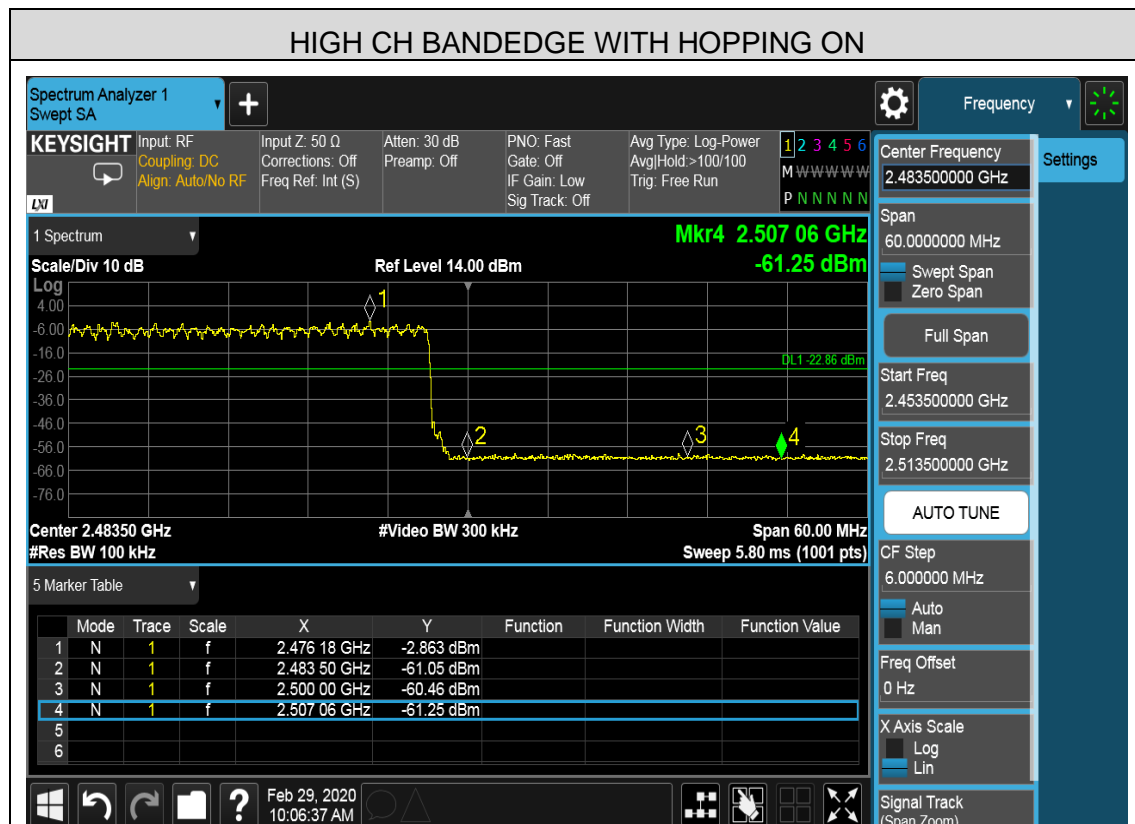 HIGH CH BANDEDGE WITH HOPPING ON
Spectrum Analyzer 1
Swept SA
Frequency
KEYSIGHT
LXI
Input: RF
Coupling: DC
Align: Auto/No RF
Input Z: 50 Ω
Corrections: Off
Freq Ref: Int (S)
Atten: 30 dB
Preamp: Off
PNO: Fast
Gate: Off
IF Gain: Low
Sig Track: Off
Avg Type: Log-Power
Avg|Hold:>100/100
Trig: Free Run
1 2 3 4 5 6
M W W W W W
P N N N N N
1 Spectrum
Scale/Div 10 dB
Ref Level 14.00 dBm
Mkr4 2.507 06 GHz
-61.25 dBm
Log
4.00
-6.00
-16.0
-26.0
-36.0
-46.0
-56.0
-66.0
-76.0
1
DL1 -22.86 dBm
2
3
4
Center 2.48350 GHz
#Video BW 300 kHz
Span 60.00 MHz
#Res BW 100 kHz
Sweep 5.80 ms (1001 pts)
5 Marker Table
Mode Trace Scale X Y Function Function Width Function Value
1 N 1 f 2.476 18 GHz -2.863 dBm
2 N 1 f 2.483 50 GHz -61.05 dBm
3 N 1 f 2.500 00 GHz -60.46 dBm
4 N 1 f 2.507 06 GHz -61.25 dBm
5
6
Feb 29, 2020
10:06:37 AM
Center Frequency
2.483500000 GHz
Settings
Span
60.0000000 MHz
Swept Span
Zero Span
Full Span
Start Freq
2.453500000 GHz
Stop Freq
2.513500000 GHz
AUTO TUNE
CF Step
6.000000 MHz
Auto
Man
Freq Offset
0 Hz
X Axis Scale
Log
Lin
Signal Track
(Span Zoom)